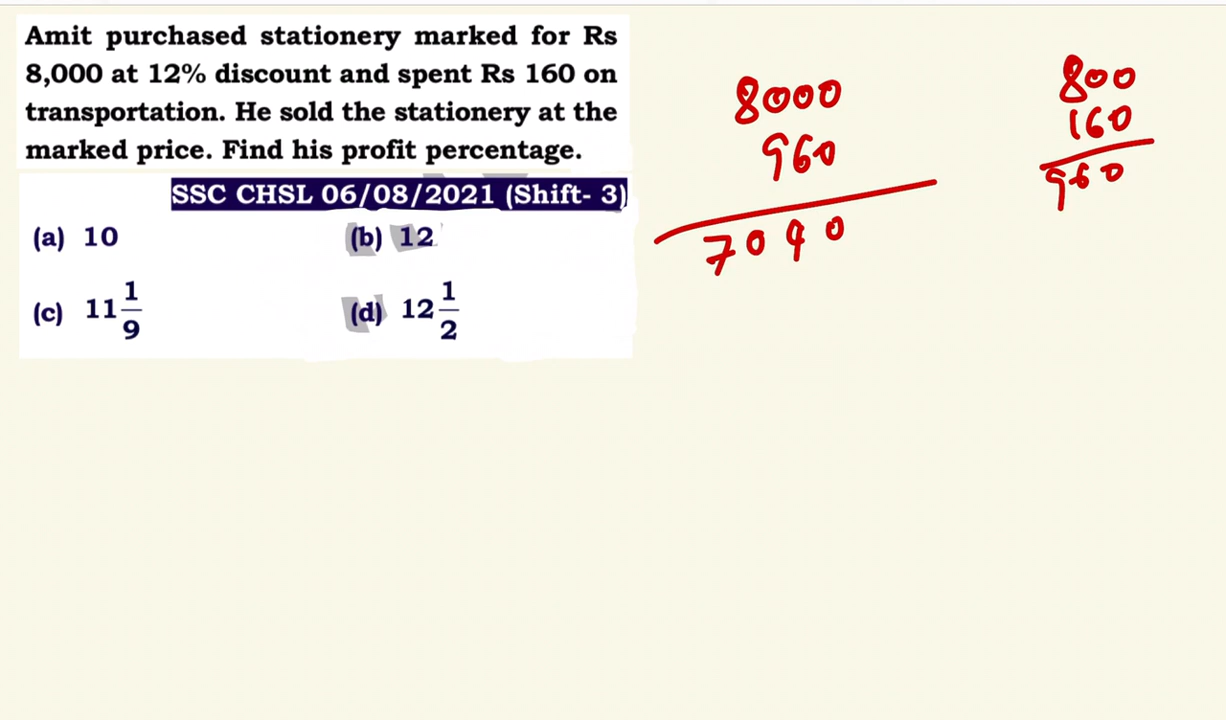 Amit purchased stationery marked for Rs
8,000 at 12% discount and spent Rs 160 on
transportation. He sold the stationery at the
marked price. Find his profit percentage.
SSC CHSL 06/08/2021 (Shift- 3)
(a) 10 (b) 12
(c) 11 1/9 (d) 12 1/2
8000
960
7040
800
160
960